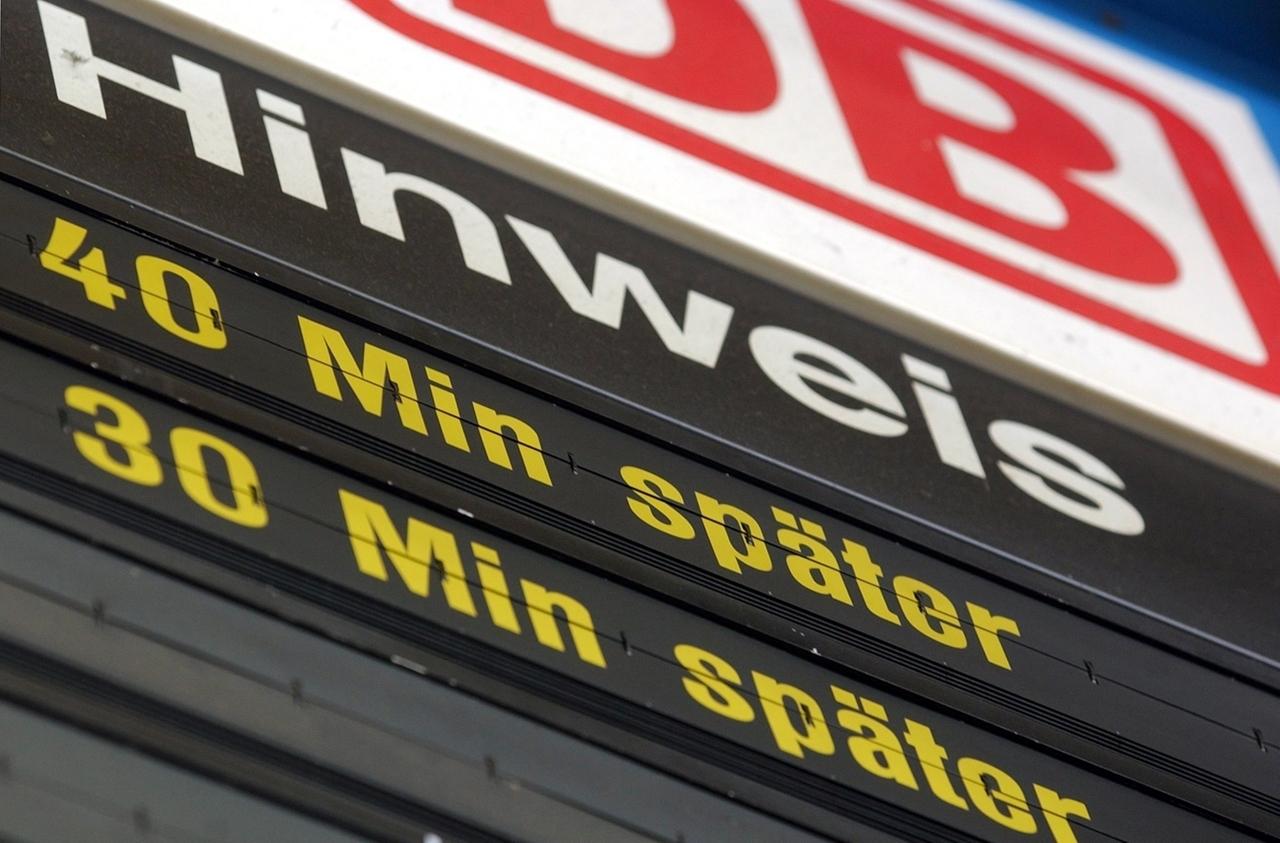 DB
Hinweis
40 Min später
30 Min später